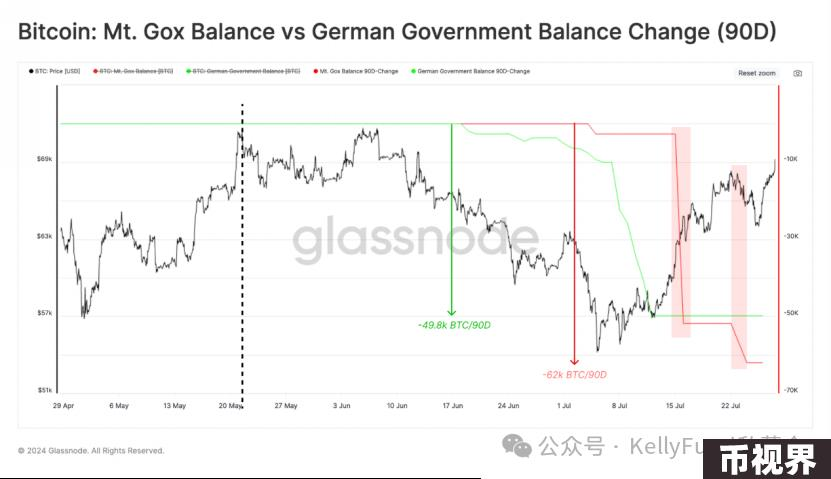 Bitcoin: Mt. Gox Balance vs German Government Balance Change (90D)
BTC: Price [USD] BTC: Mt. Gox Balance [BTC] BTC: German Government Balance [BTC] Mt. Gox Balance 90D-Change German Government Balance 90D-Change Reset zoom
$69k -10K
glassnode
$63k -30K
$57k -50K
-49.8k BTC/90D
-62k BTC/90D
$51k -70K
29 Apr 6 May 13 May 20 May 27 May 3 Jun 10 Jun 17 Jun 24 Jun 1 Jul 8 Jul 15 Jul 22 Jul
© 2024 Glassnode. All Rights Reserved.
公众号 · KellyFu
币视界